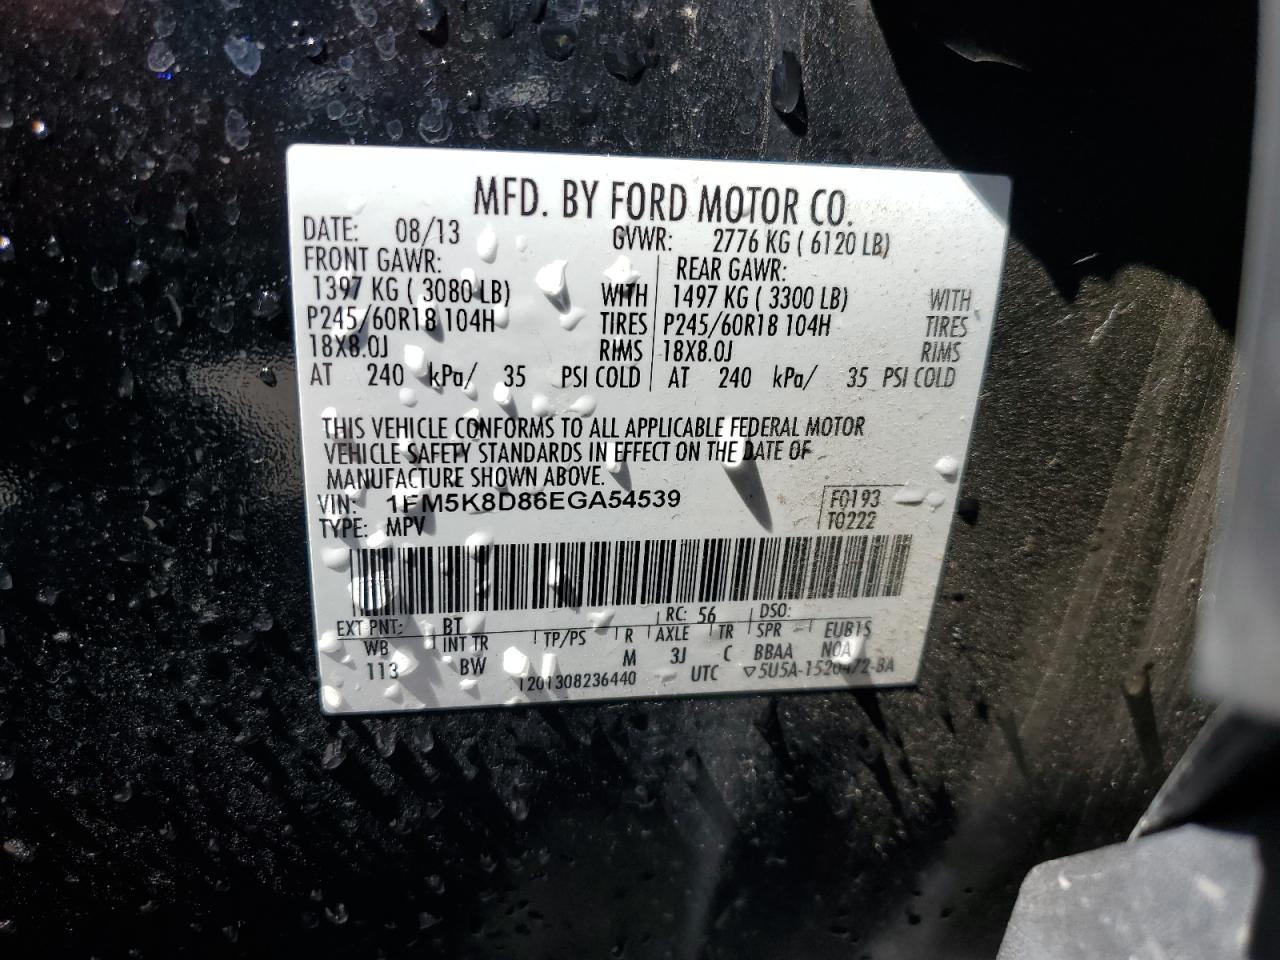 MFD. BY FORD MOTOR CO.
DATE: 08/13 GVWR: 2776 KG ( 6120 LB)
FRONT GAWR: REAR GAWR:
1397 KG ( 3080 LB) WITH 1497 KG ( 3300 LB) WITH
P245/60R18 104H TIRES P245/60R18 104H TIRES
18X8.0J RIMS 18X8.0J RIMS
AT 240 kPa/ 35 PSI COLD AT 240 kPa/ 35 PSI COLD
THIS VEHICLE CONFORMS TO ALL APPLICABLE FEDERAL MOTOR
VEHICLE SAFETY STANDARDS IN EFFECT ON THE DATE OF
MANUFACTURE SHOWN ABOVE.
VIN: 1FM5K8D86EGA54539 F0193
TYPE: MPV T0222
EXT PNT: BT RC: 56 DSO:
WB INT TR TP/PS R AXLE TR SPR EUB1S
113 BW M 3J C BBAA NOA
1201308236440 UTC ▽5U5A-1520472-BA